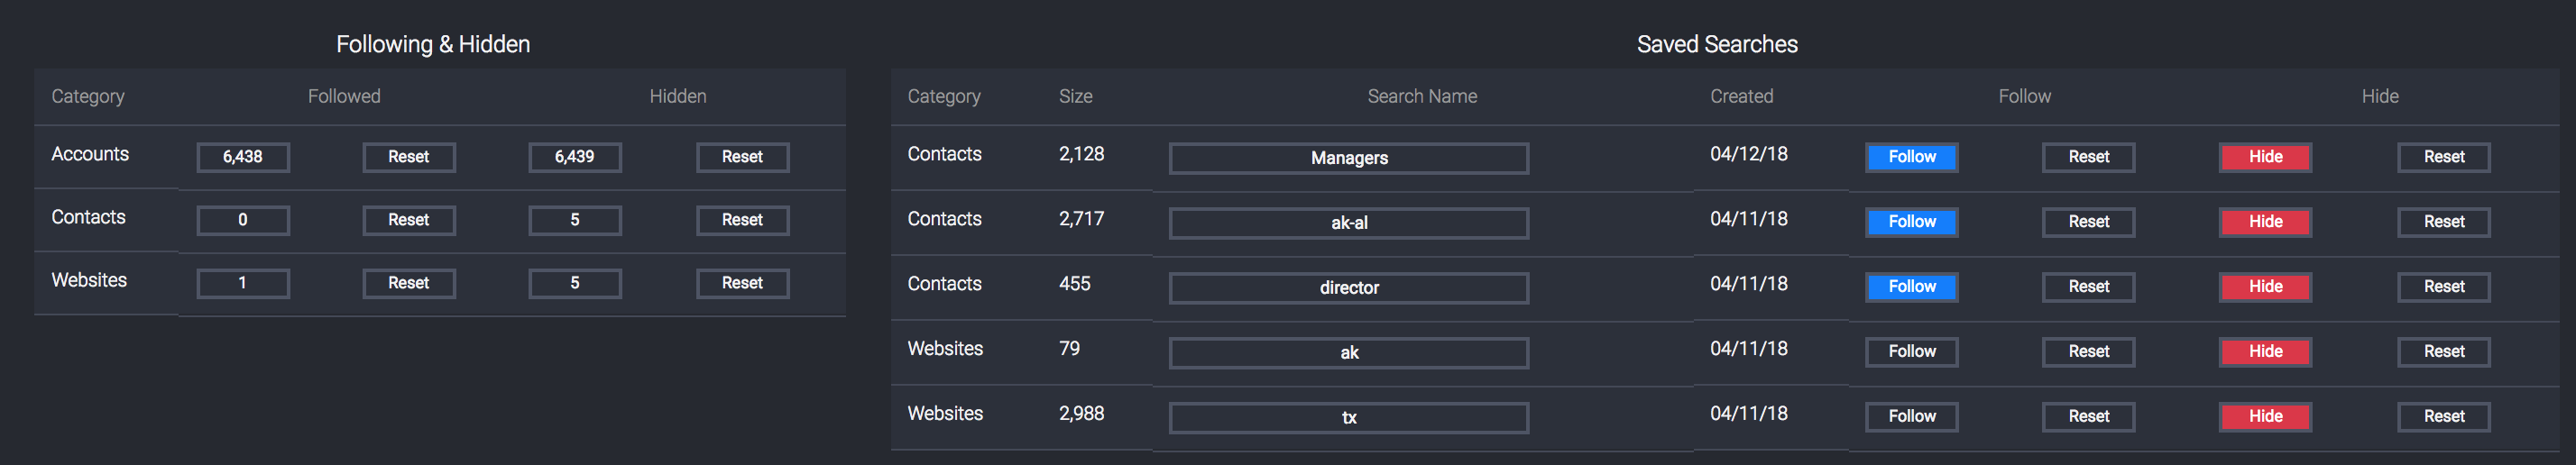 Following & Hidden
Category Followed Hidden
Accounts 6,438 Reset 6,439 Reset
Contacts 0 Reset 5 Reset
Websites 1 Reset 5 Reset
Saved Searches
Category Size Search Name Created Follow Hide
Contacts 2,128 Managers 04/12/18 Follow Reset Hide Reset
Contacts 2,717 ak-al 04/11/18 Follow Reset Hide Reset
Contacts 455 director 04/11/18 Follow Reset Hide Reset
Websites 79 ak 04/11/18 Follow Reset Hide Reset
Websites 2,988 tx 04/11/18 Follow Reset Hide Reset